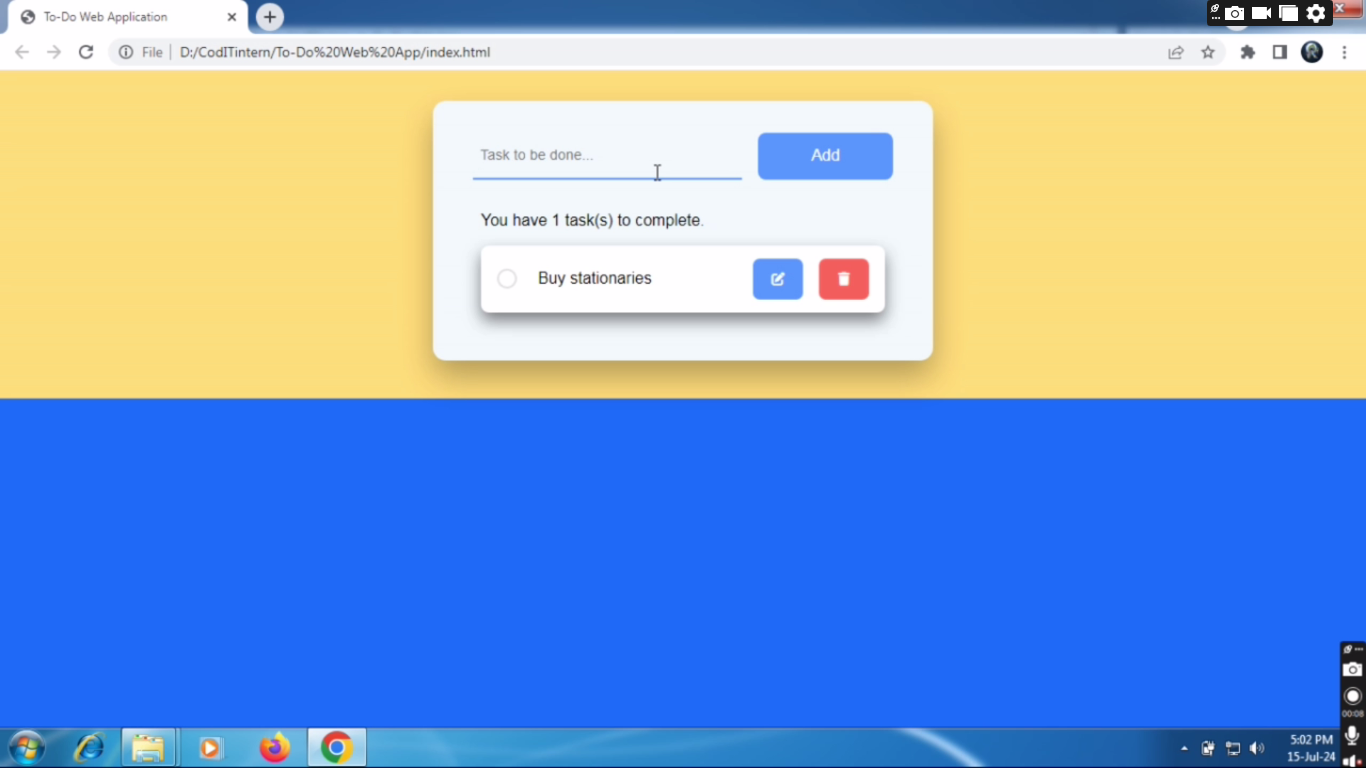 To-Do Web Application
File
D:/CodITintern/To-Do%20Web%20App/index.html
Task to be done...
Add
You have 1 task(s) to complete.
Buy stationaries
00:08
5:02 PM
15-Jul-24